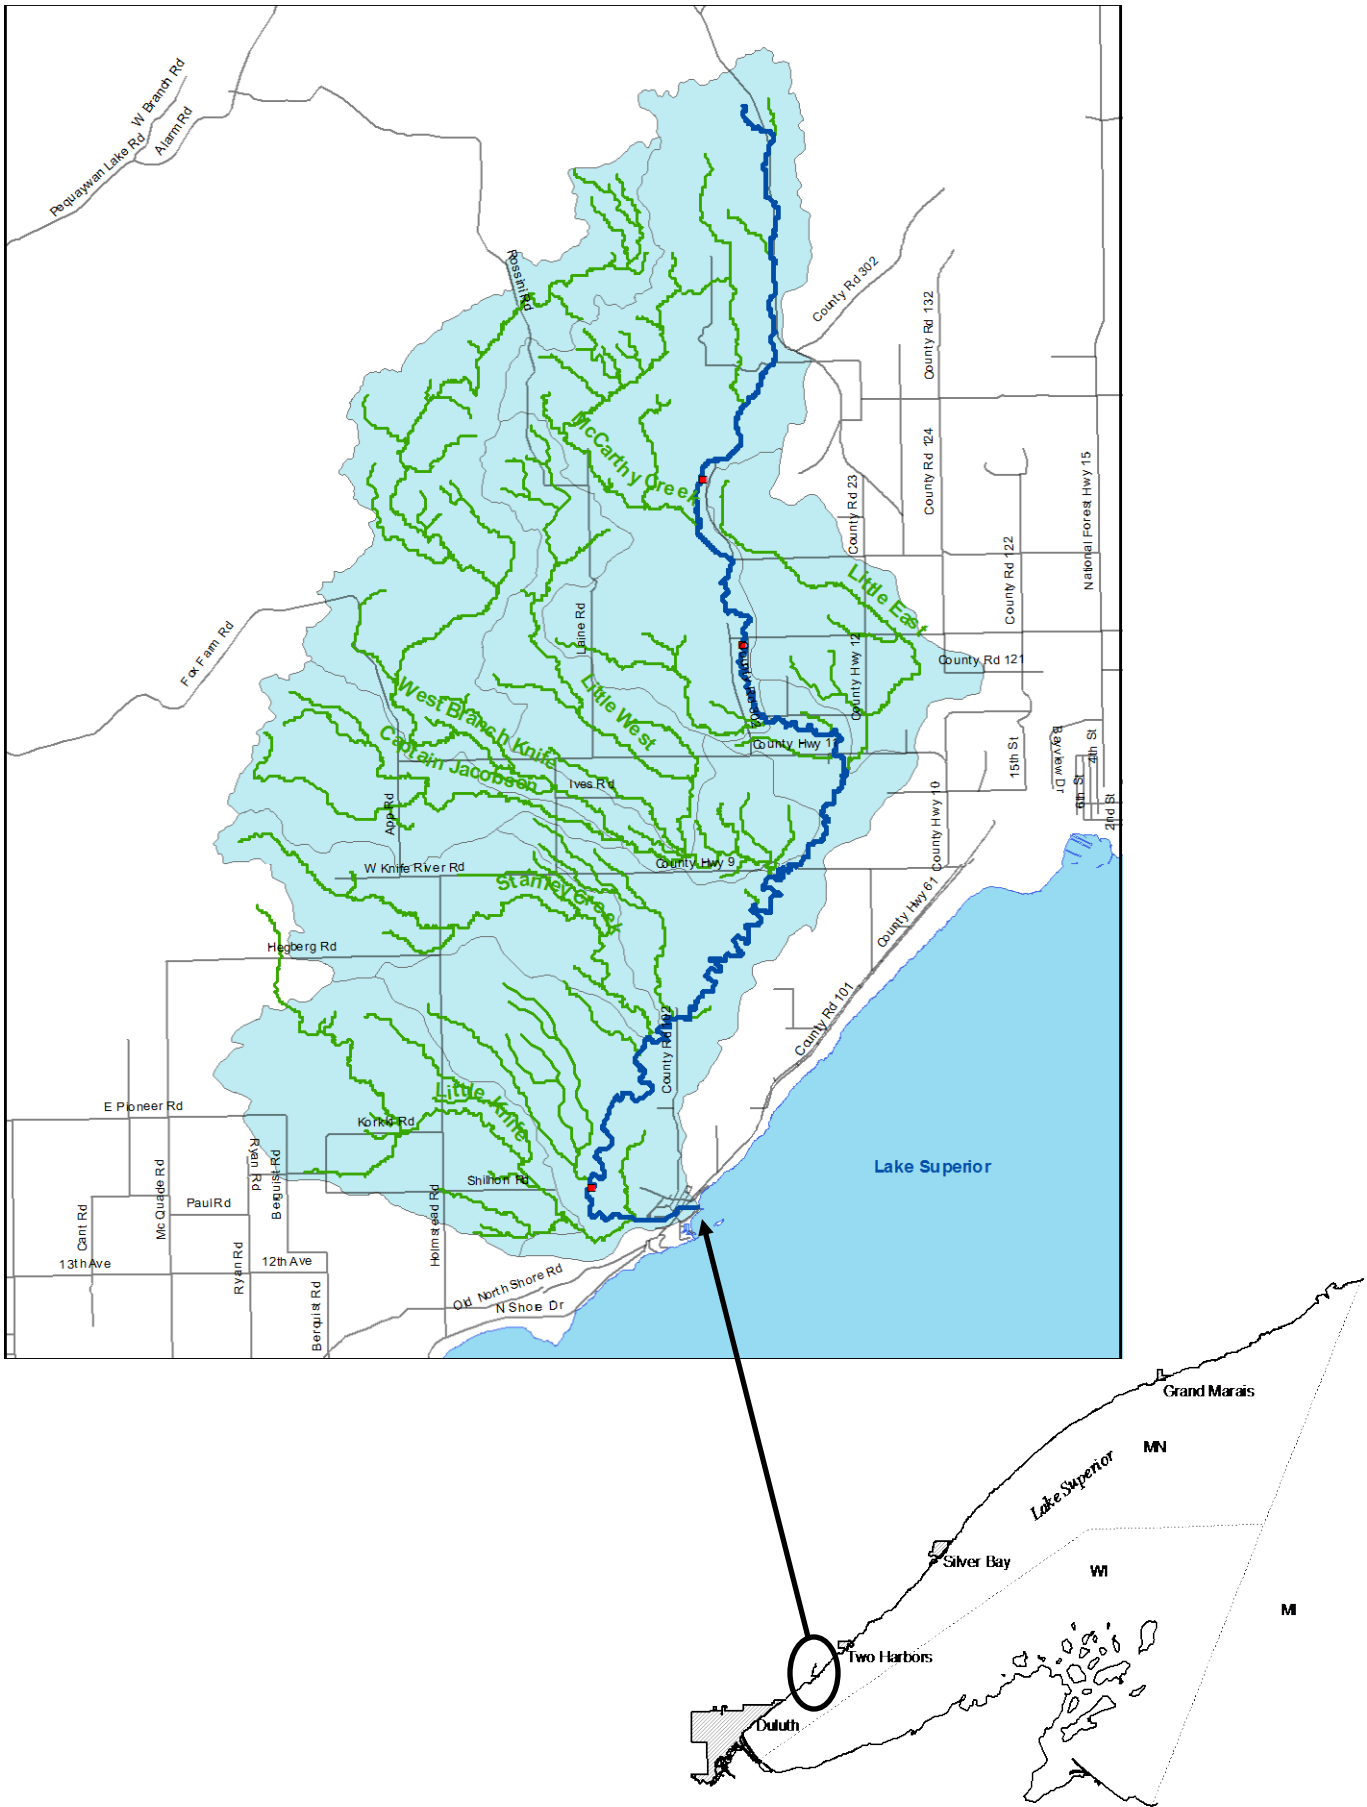 W Branch Rd
Alarm Rd
Pequaywan Lake Rd
Rossini Rd
County Rd 302
County Rd 132
McCarthy Creek
County Rd 124
National Forest Hwy 15
County Rd 23
County Rd 122
Little East
Laine Rd
Fox Farm Rd
County Hwy 12
County Rd 121
West Branch Knife
Little West
Captain Jacobsen
County Hwy 11
15th St
Bayview Dr
4th St
6th St
2nd St
Ives Rd
App Rd
County Hwy 10
W Knife River Rd
County Hwy 9
Stanley Creek
County Hwy 61
Hegberg Rd
County Rd 101
County Rd 102
Little Knife
E Pioneer Rd
Korkki Rd
Ryan Rd
Berquist Rd
Mc Quade Rd
Shilhon Rd
Lake Superior
Paul Rd
Cant Rd
Holmstead Rd
13th Ave
12th Ave
Ryan Rd
Berquist Rd
Old North Shore Rd
N Shore Dr
Grand Marais
MN
Lake Superior
Silver Bay
WI
MI
Two Harbors
Duluth